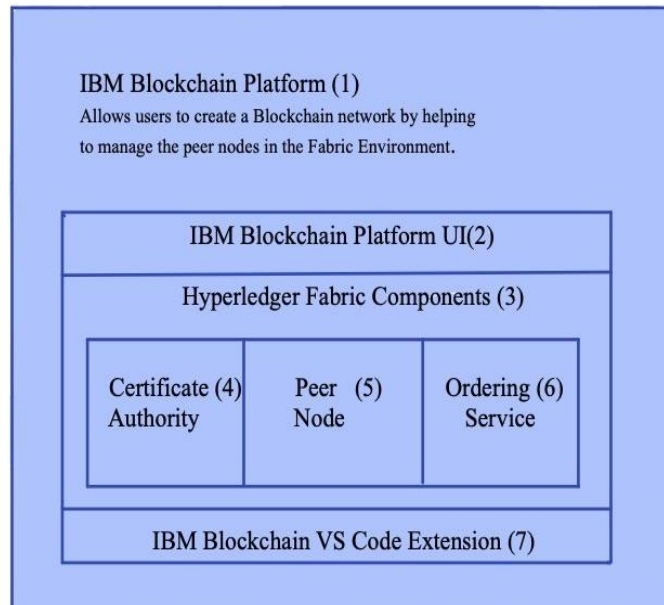 IBM Blockchain Platform (1)
Allows users to create a Blockchain network by helping
to manage the peer nodes in the Fabric Environment.
IBM Blockchain Platform UI(2)
Hyperledger Fabric Components (3)
Certificate (4)
Authority
Peer (5)
Node
Ordering (6)
Service
IBM Blockchain VS Code Extension (7)